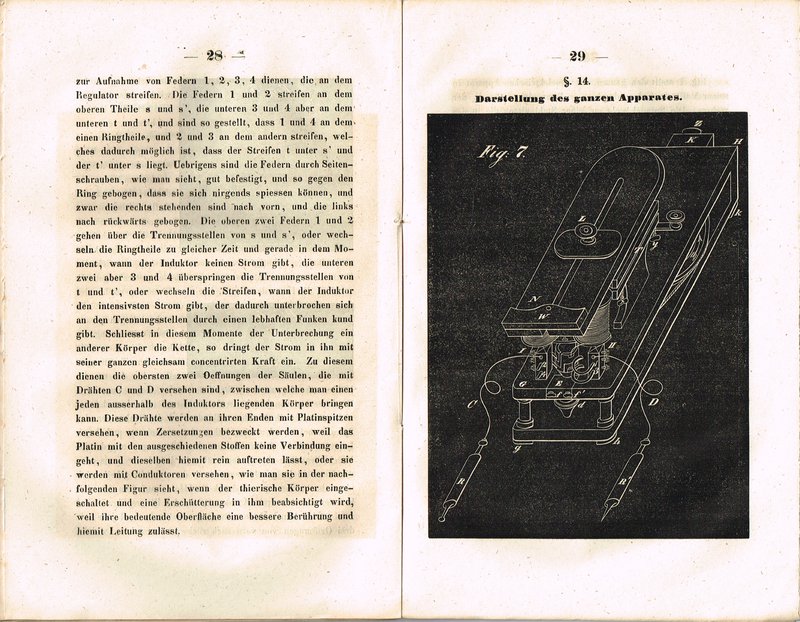 — 28 —
zur Aufnahme von Federn 1, 2, 3, 4 dienen, die an dem
Regulator streifen. Die Federn 1 und 2 streifen an dem
oberen Theile s und s', die unteren 3 und 4 aber an dem
unteren t und t', und sind so gestellt, dass 1 und 4 an dem
einen Ringtheile, und 2 und 3 an dem andern streifen, wel-
ches dadurch möglich ist, dass der Streifen t unter s' und
der t' unter s liegt. Uebrigens sind die Federn durch Seiten-
schrauben, wie man sieht, gut befestigt, und so gegen den
Ring gebogen, dass sie sich nirgends spiessen können, und
zwar die rechts stehenden sind nach vorn, und die links
nach rückwärts gebogen. Die oberen zwei Federn 1 und 2
gehen über die Trennungsstellen von s und s', oder wech-
seln die Ringtheile zu gleicher Zeit und gerade in dem Mo-
ment, wann der Induktor keinen Strom gibt, die unteren
zwei aber 3 und 4 überspringen die Trennungsstellen von
t und t', oder wechseln die Streifen, wann der Induktor
den intensivsten Strom gibt, der dadurch unterbrochen sich
an den Trennungsstellen durch einen lebhaften Funken kund
gibt. Schliesst in diesem Momente der Unterbrechung ein
anderer Körper die Kette, so dringt der Strom in ihn mit
seiner ganzen gleichsam concentrirten Kraft ein. Zu diesem
dienen die obersten zwei Oeffnungen der Säulen, die mit
Drähten C und D versehen sind, zwischen welche man einen
jeden ausserhalb des Induktors liegenden Körper bringen
kann. Diese Drähte werden an ihren Enden mit Platinspitzen
versehen, wenn Zersetzungen bezweckt werden, weil das
Platin mit den ausgeschiedenen Stoffen keine Verbindung ein-
geht, und dieselben hiemit rein auftreten lässt, oder sie
werden mit Conduktoren versehen, wie man sie in der nach-
folgenden Figur sieht, wenn der thierische Körper einge-
schaltet und eine Erschütterung in ihm beabsichtigt wird,
weil ihre bedeutende Oberfläche eine bessere Berührung und
hiemit Leitung zulässt.
— 29 —
§. 14.
Darstellung des ganzen Apparates.
Fig. 7.
Z
K
H
k
L
y
T
N
W
I
H
G
E
f
f'
d
C
D
g
h
R
R'